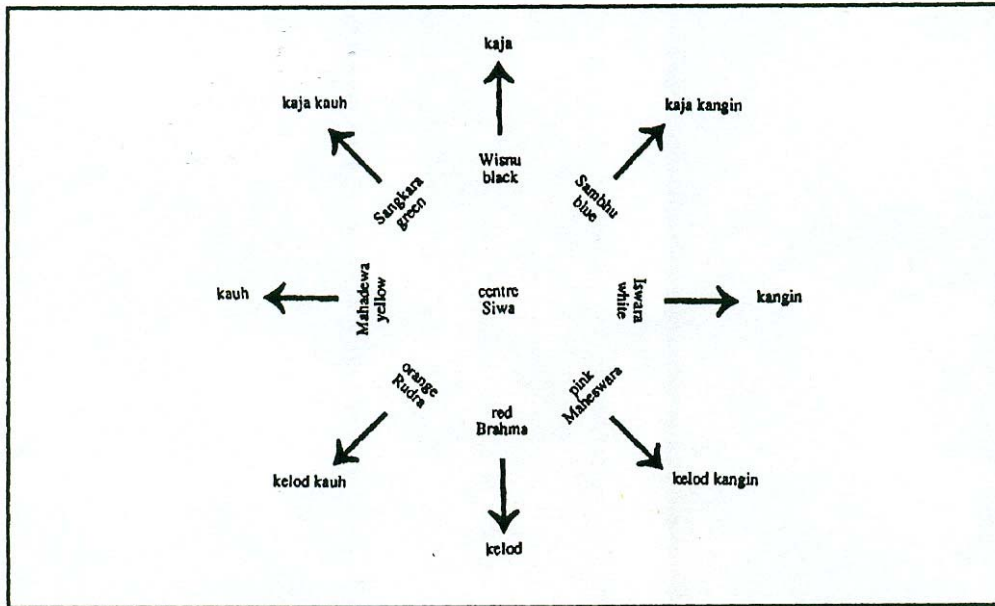 kaja
kaja kauh
kaja kangin
Wisnu
black
Sangkara
green
Sambhu
blue
kauh
Mahadewa
yellow
centre
Siwa
Iswara
white
kangin
orange
Rudra
red
Brahma
pink
Maheswara
kelod kauh
kelod kangin
kelod